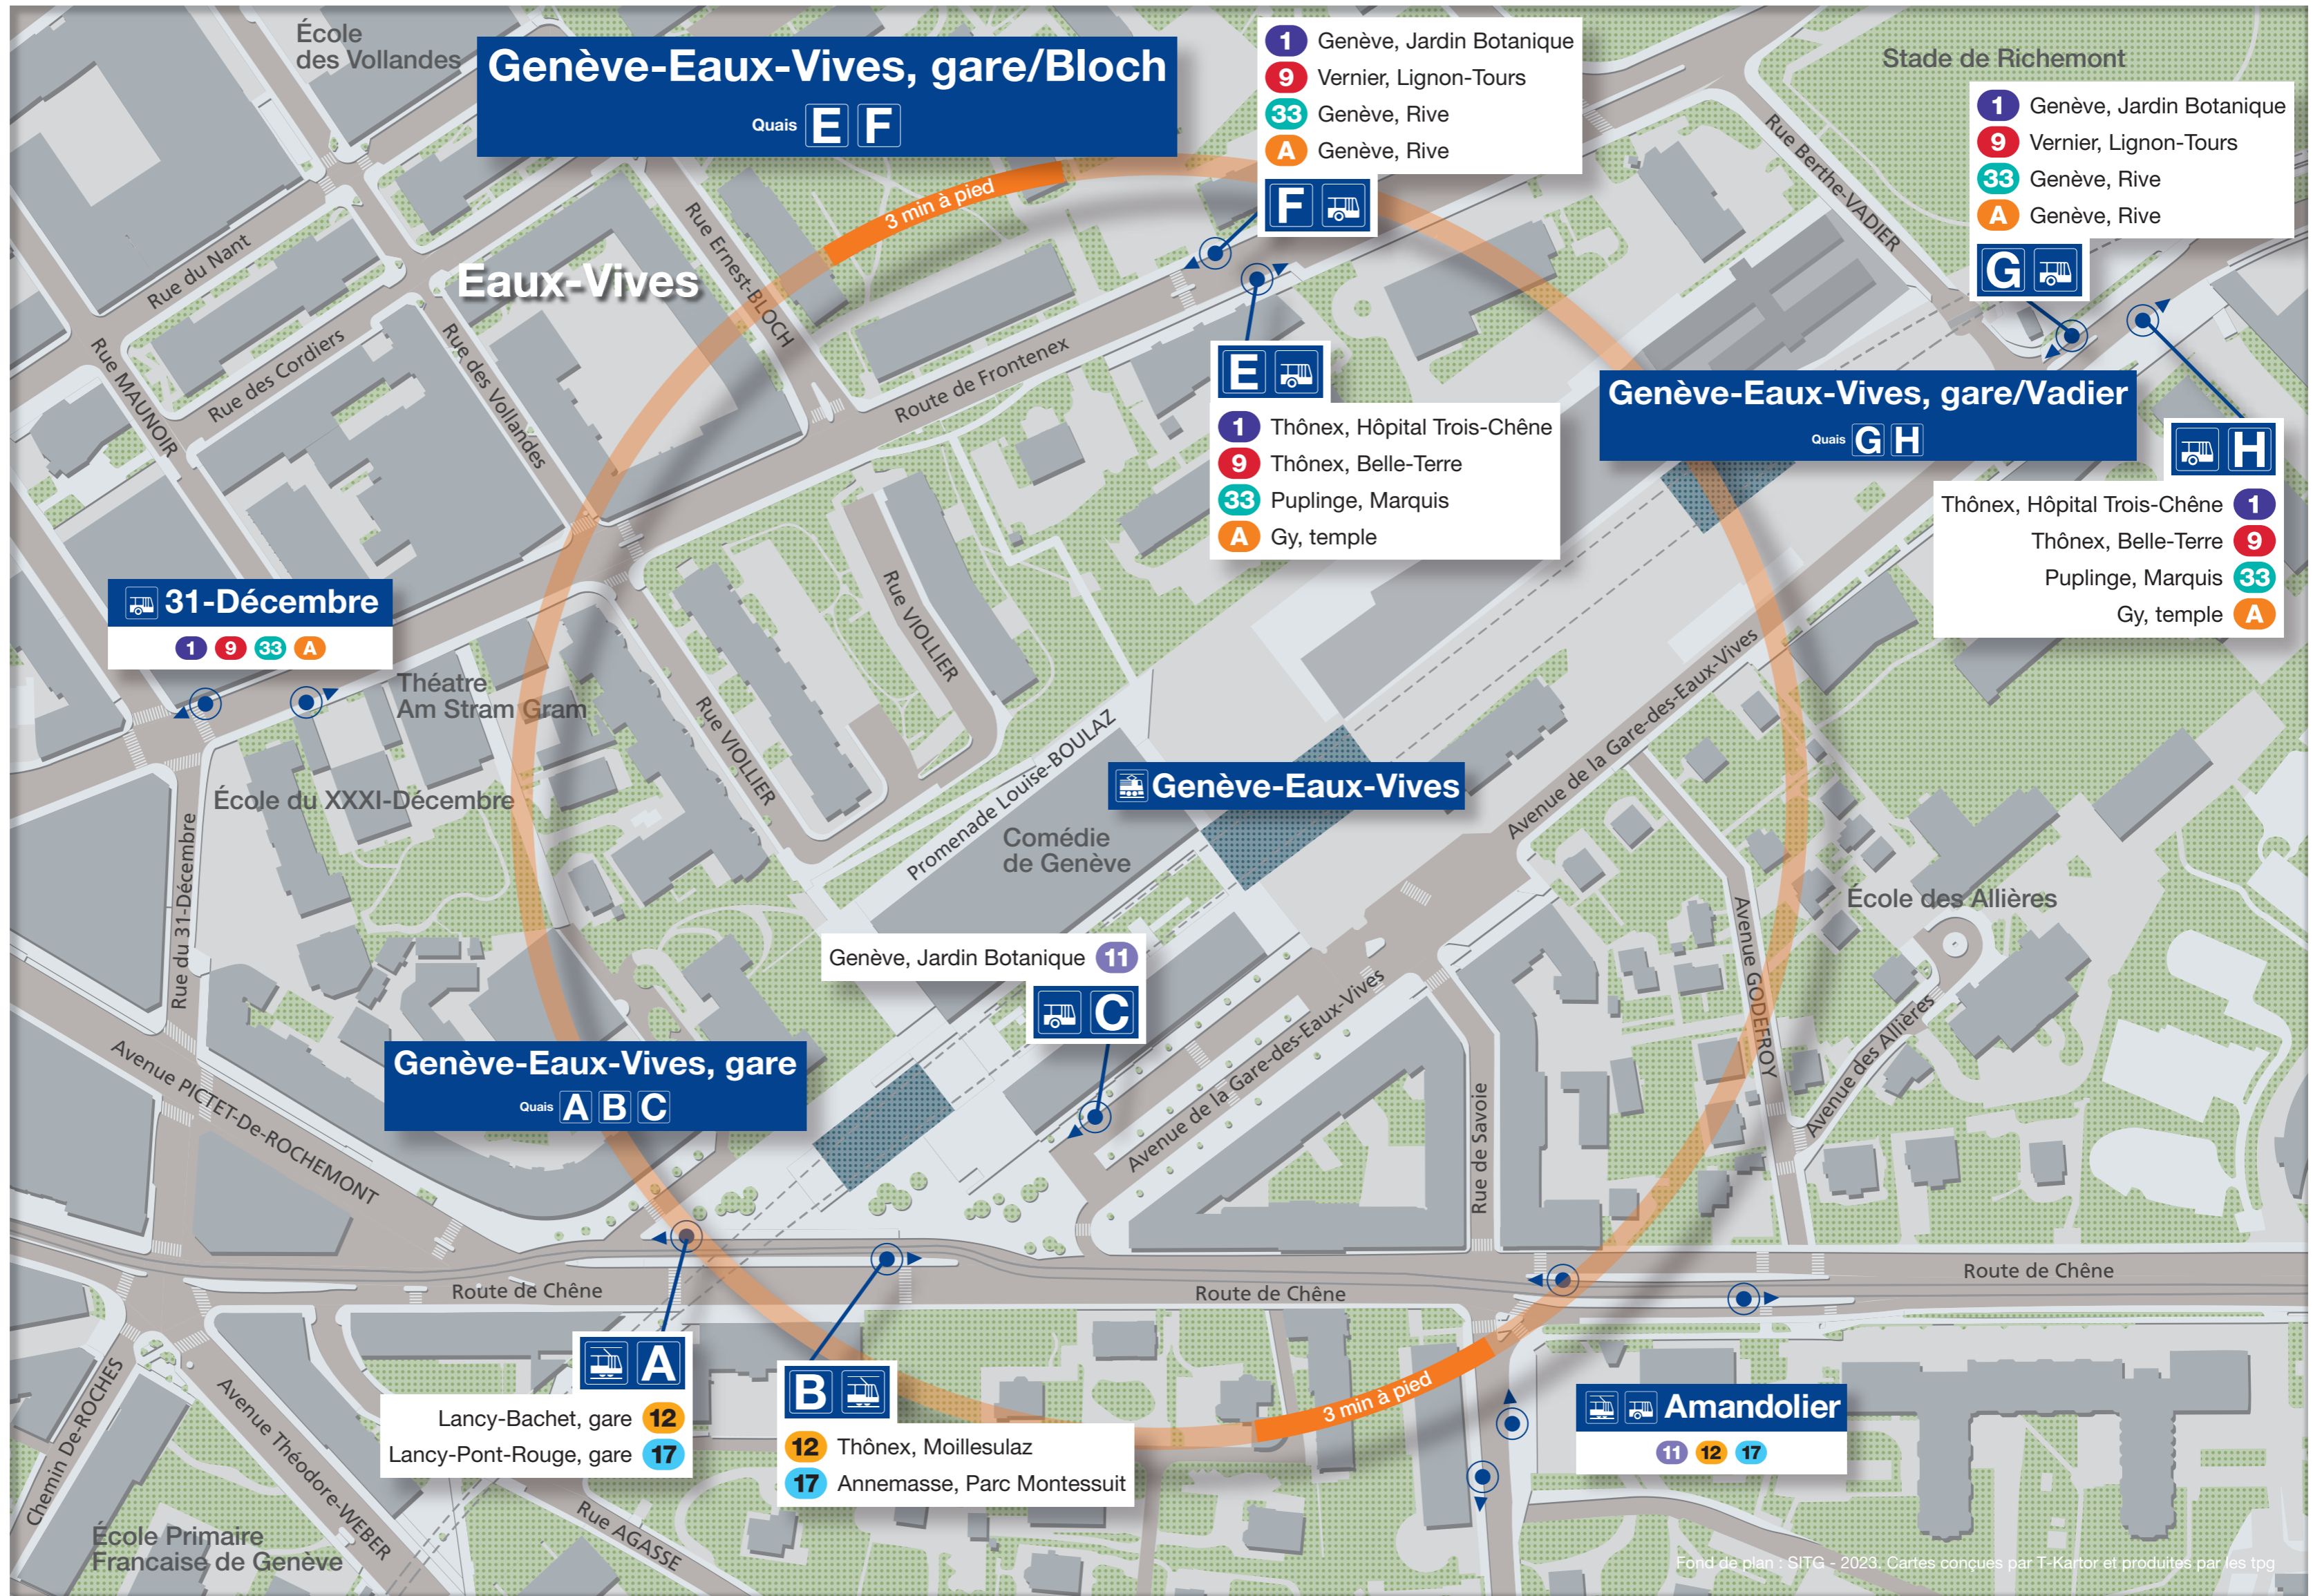 École
des Vollandes
Genève-Eaux-Vives, gare/Bloch
Quais E F
1 Genève, Jardin Botanique
9 Vernier, Lignon-Tours
33 Genève, Rive
A Genève, Rive
F
Stade de Richemont
1 Genève, Jardin Botanique
9 Vernier, Lignon-Tours
33 Genève, Rive
A Genève, Rive
G
Rue Berthe-VADIER
3 min à pied
Rue Ernest-BLOCH
Rue du Nant
Eaux-Vives
Rue MAUNOIR
Rue des Cordiers
Rue des Vollandes
Route de Frontenex
E
1 Thônex, Hôpital Trois-Chêne
9 Thônex, Belle-Terre
33 Puplinge, Marquis
A Gy, temple
Genève-Eaux-Vives, gare/Vadier
Quais G H
H
Thônex, Hôpital Trois-Chêne 1
Thônex, Belle-Terre 9
Puplinge, Marquis 33
Gy, temple A
31-Décembre
1 9 33 A
Théatre
Am Stram Gram
Rue VIOLLIER
Rue VIOLLIER
École du XXXI-Décembre
Rue du 31-Décembre
Promenade Louise-BOULAZ
Genève-Eaux-Vives
Comédie
de Genève
Avenue de la Gare-des-Eaux-Vives
École des Allières
Avenue GODEFROY
Avenue des Allières
Genève, Jardin Botanique 11
C
Avenue de la Gare-des-Eaux-Vives
Genève-Eaux-Vives, gare
Quais A B C
Avenue PICTET-De-ROCHEMONT
Rue de Savoie
Route de Chêne
Route de Chêne
Route de Chêne
A
Lancy-Bachet, gare 12
Lancy-Pont-Rouge, gare 17
B
12 Thônex, Moillesulaz
17 Annemasse, Parc Montessuit
3 min à pied
Amandolier
11 12 17
Chemin De-ROCHES
Avenue Théodore-WEBER
Rue AGASSE
École Primaire
Francaise de Genève
Fond de plan : SITG - 2023. Cartes conçues par T-Kartor et produites par les tpg